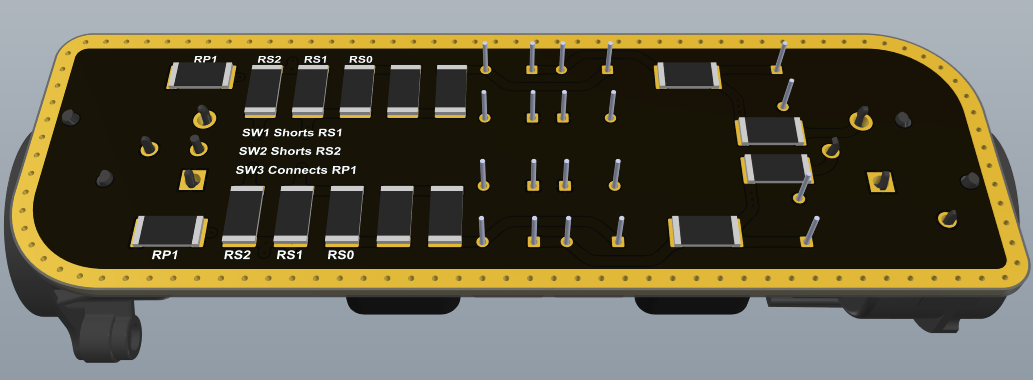 RP1 RS2 RS1 RS0
SW1 Shorts RS1
SW2 Shorts RS2
SW3 Connects RP1
RP1 RS2 RS1 RS0